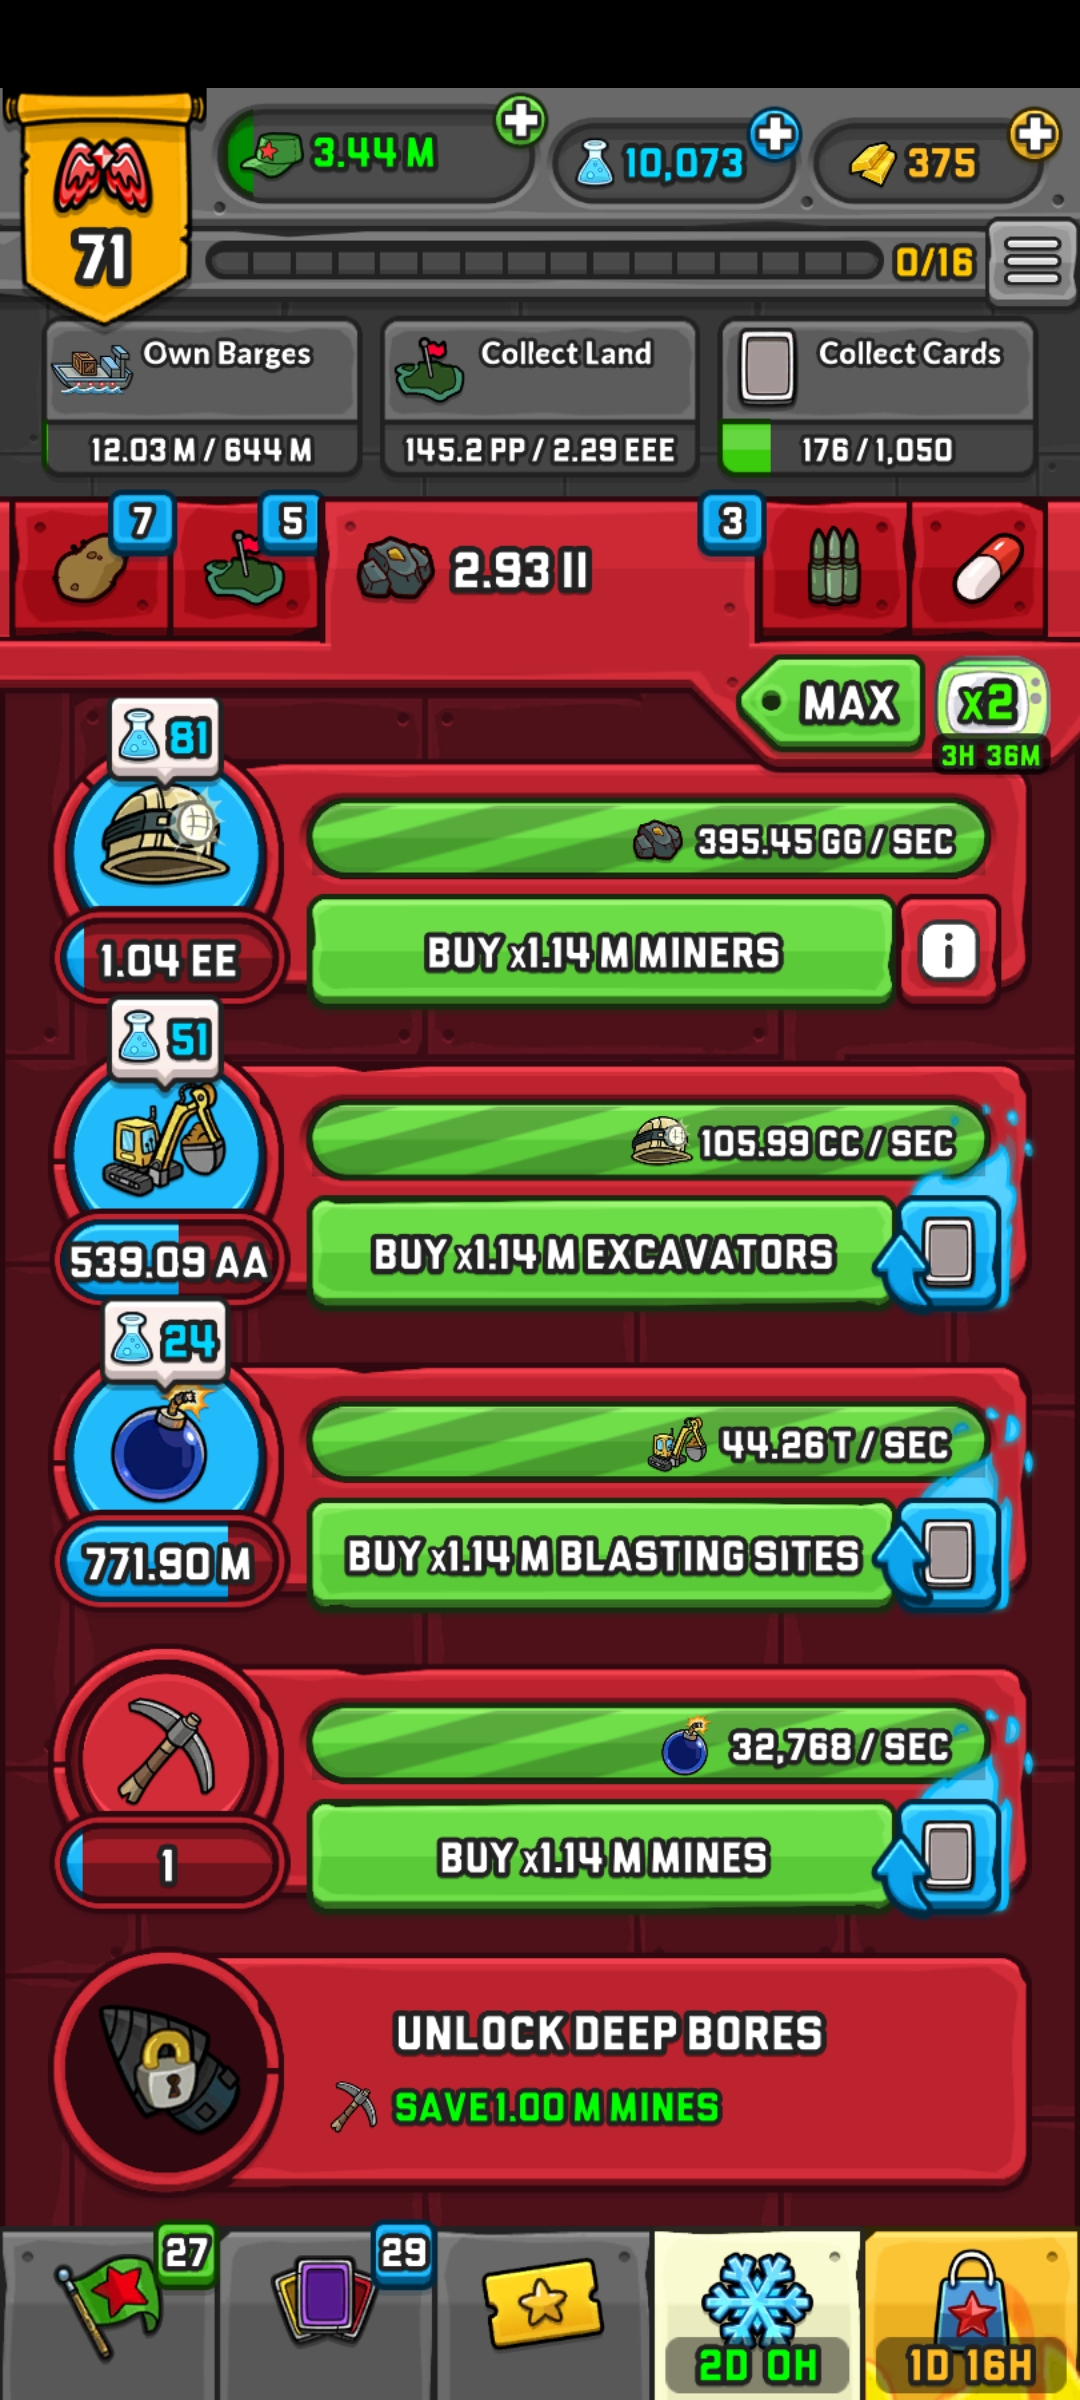 3.44 M
10,073
375
71
0/16
Own Barges
Collect Land
Collect Cards
12.03 M / 644 M
145.2 PP / 2.29 EEE
176 / 1,050
7
5
2.93 II
3
MAX
x2
3H 36M
81
395.45 GG / SEC
1.04 EE
BUY x1.14 M MINERS
i
51
105.99 CC / SEC
539.09 AA
BUY x1.14 M EXCAVATORS
24
44.26 T / SEC
771.90 M
BUY x1.14 M BLASTING SITES
32,768 / SEC
1
BUY x1.14 M MINES
UNLOCK DEEP BORES
SAVE 1.00 M MINES
27
29
2D 0H
1D 16H